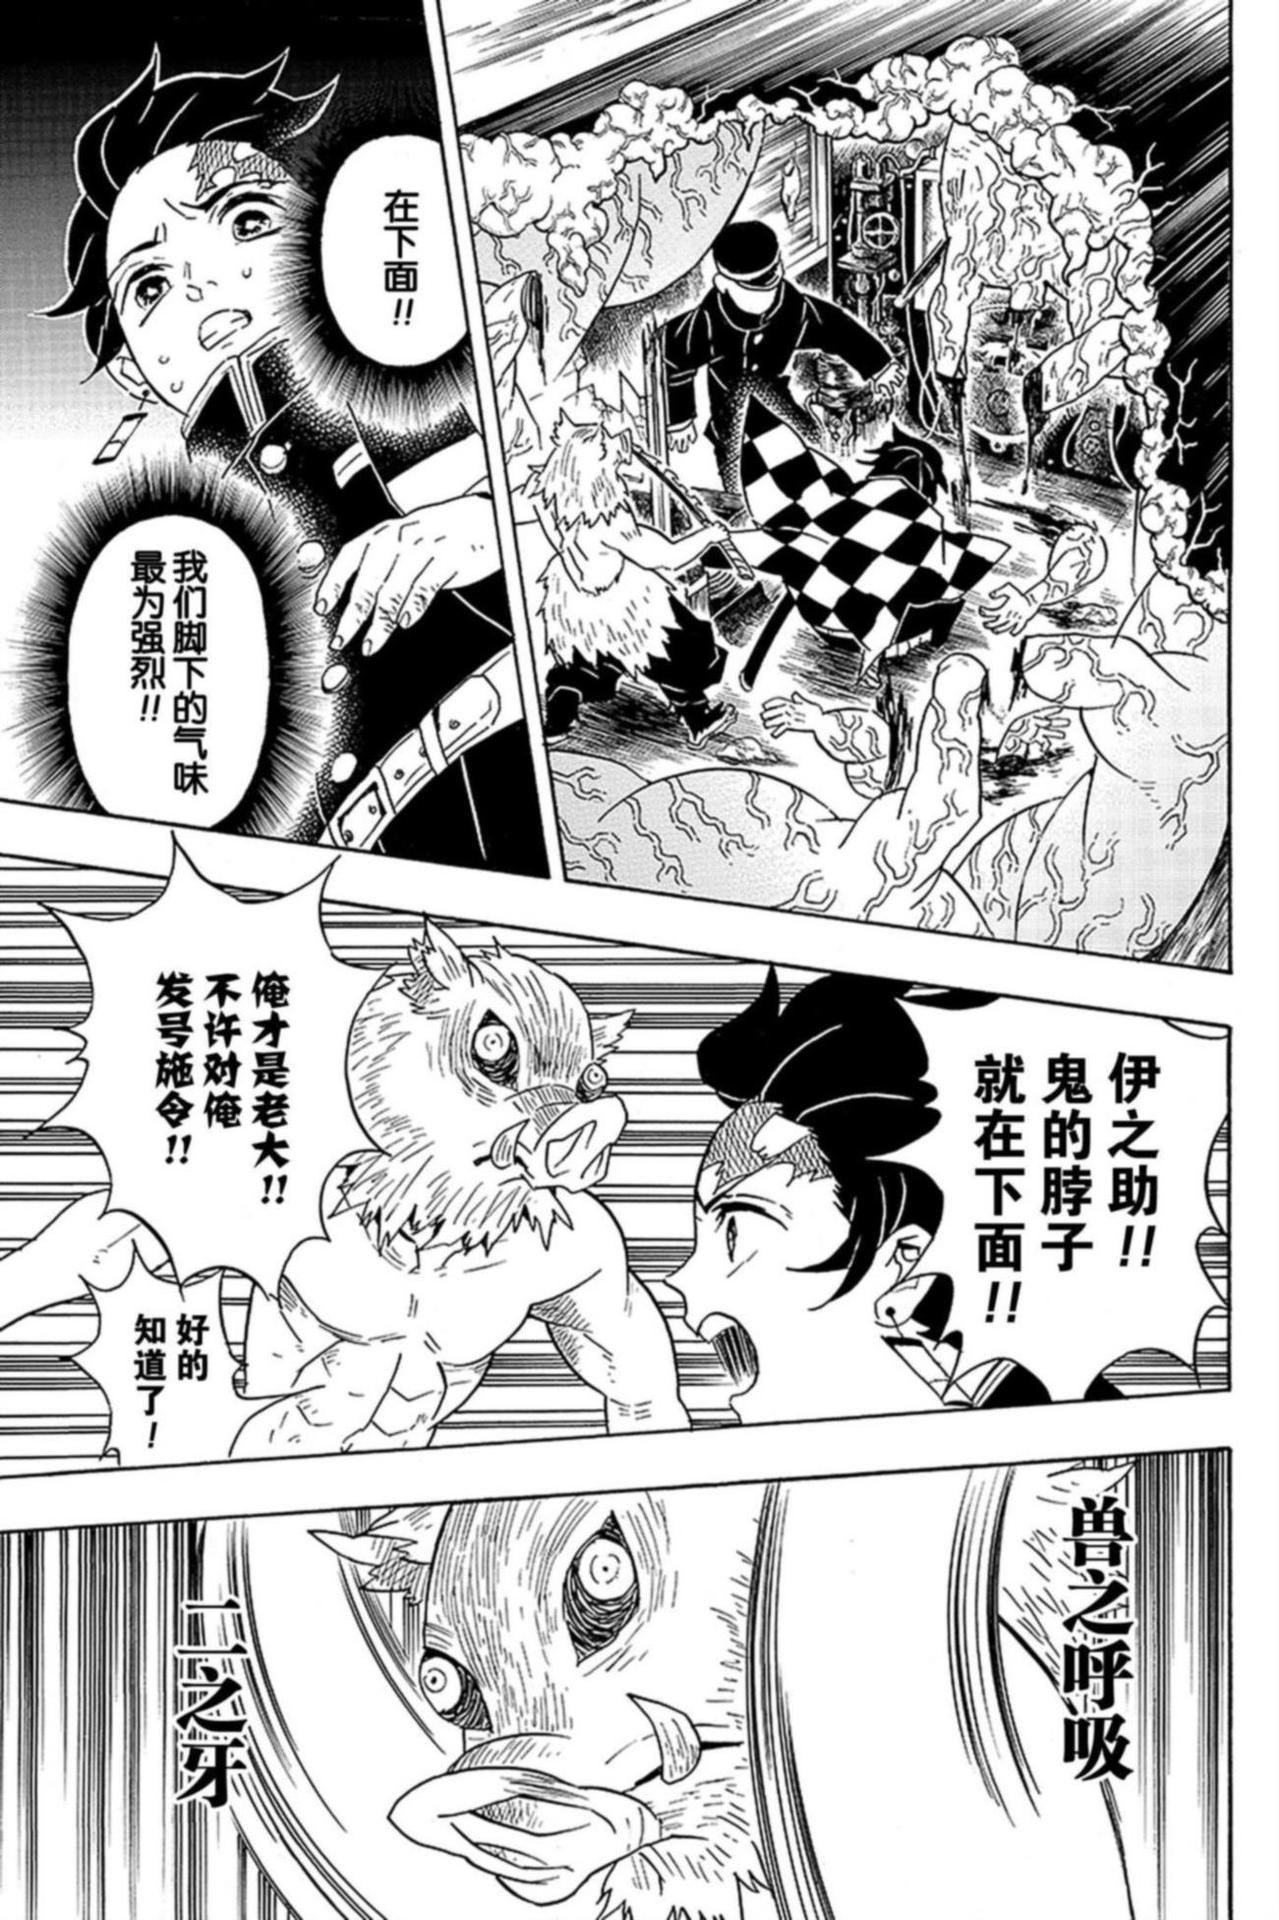 在下面!!
我们脚下的气味
最为强烈!!
伊之助!!
鬼的脖子
就在下面!!
俺才是老大!!
不许对俺
发号施令!!
好的
知道了!
兽之呼吸
二之牙